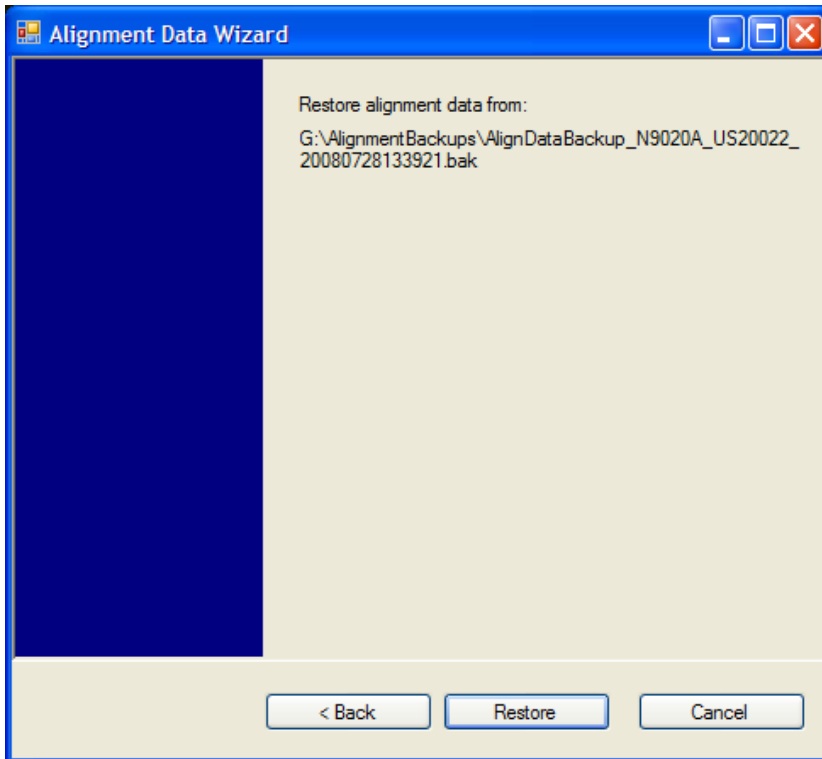 Alignment Data Wizard
Restore alignment data from:
G:\AlignmentBackups\AlignDataBackup_N9020A_US20022_
20080728133921.bak
< Back Restore Cancel